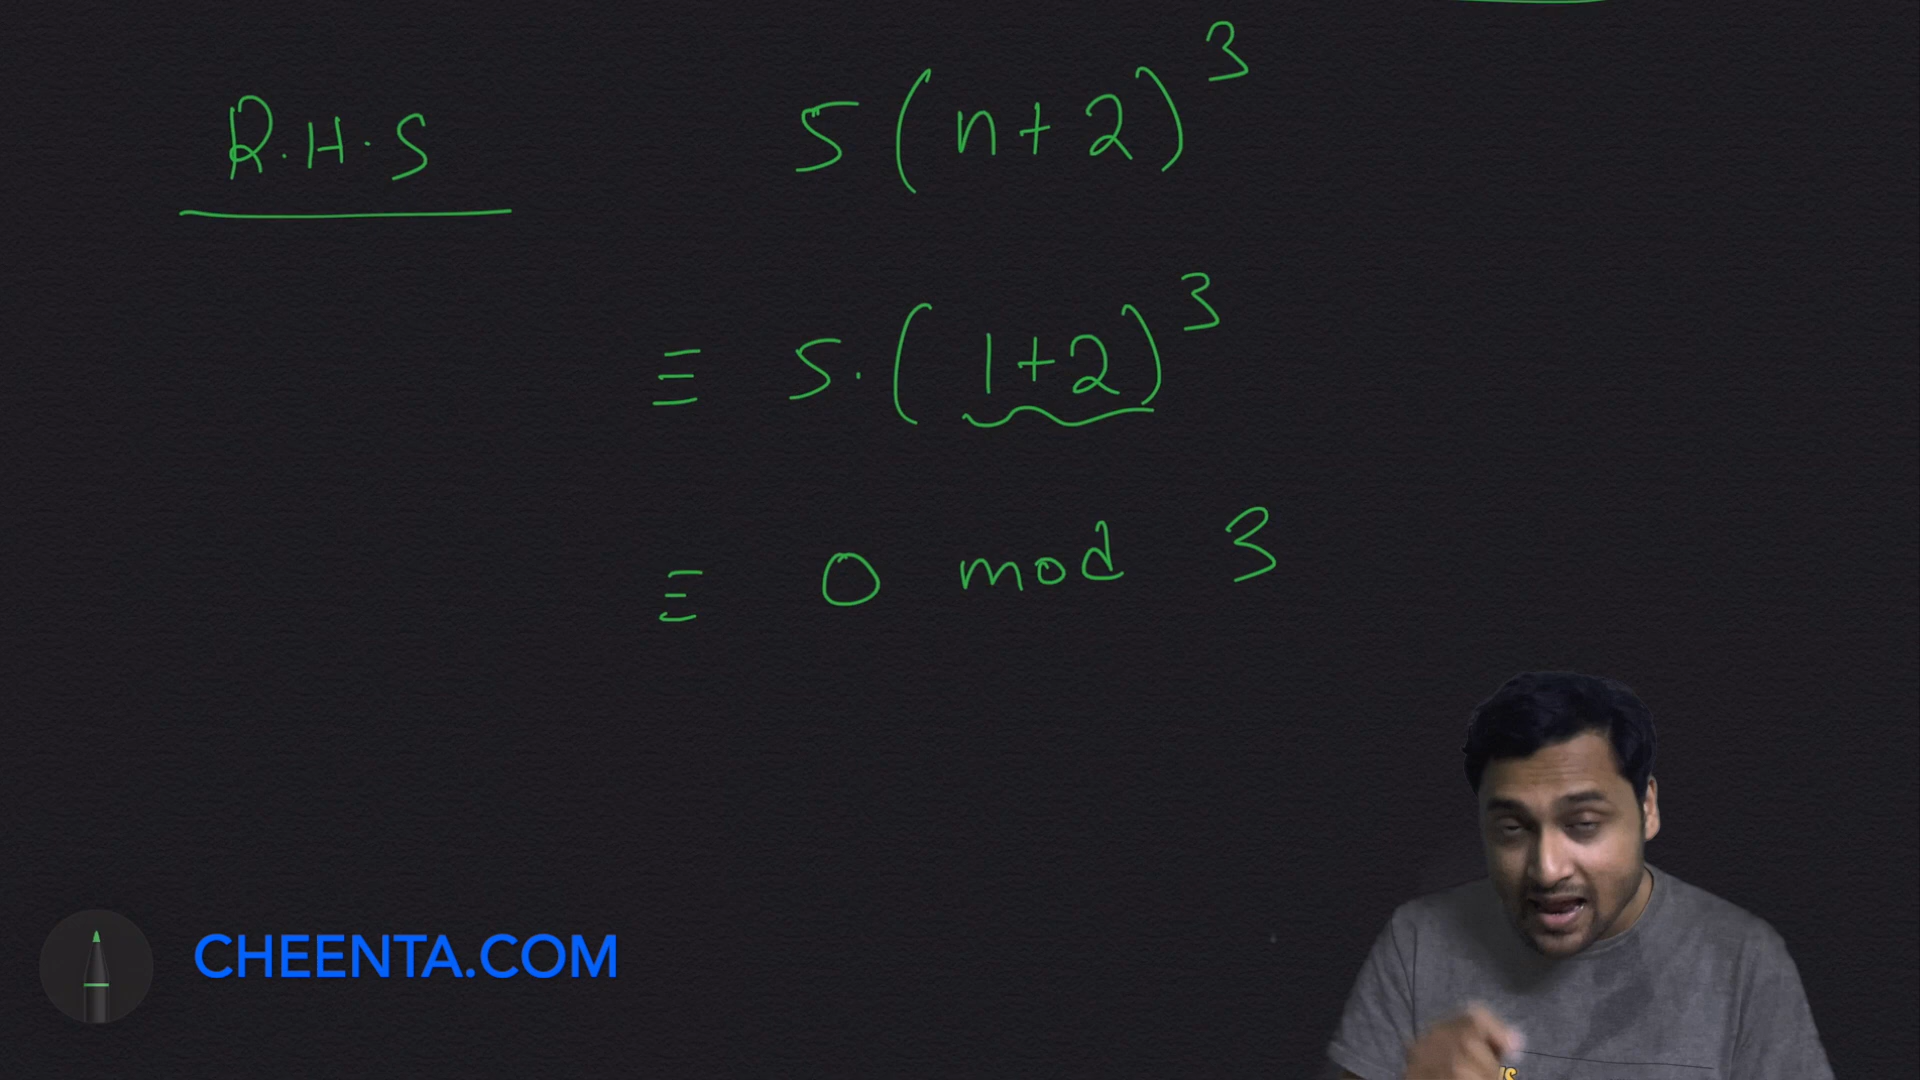 R.H.S
5(n+2)³
≡ 5·(1+2)³
≡ 0 mod 3
CHEENTA.COM